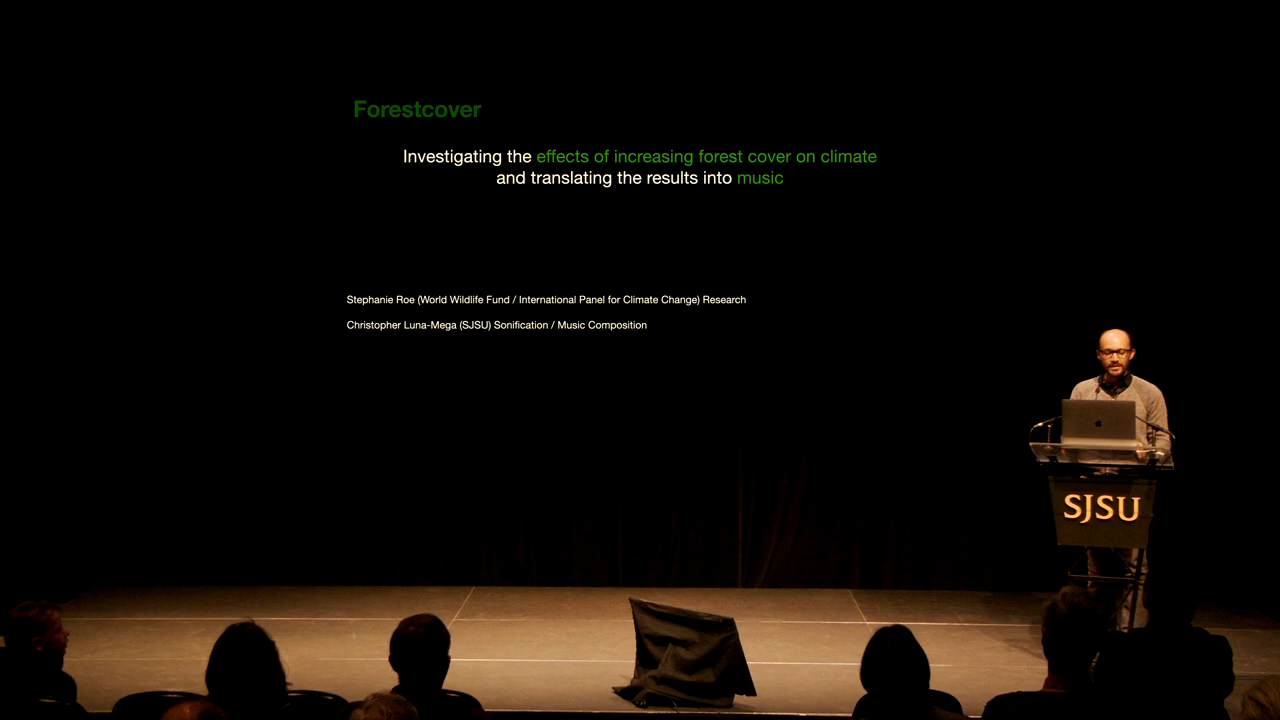 Forestcover
Investigating the effects of increasing forest cover on climate
and translating the results into music
Stephanie Roe (World Wildlife Fund / International Panel for Climate Change) Research
Christopher Luna-Mega (SJSU) Sonification / Music Composition
SJSU